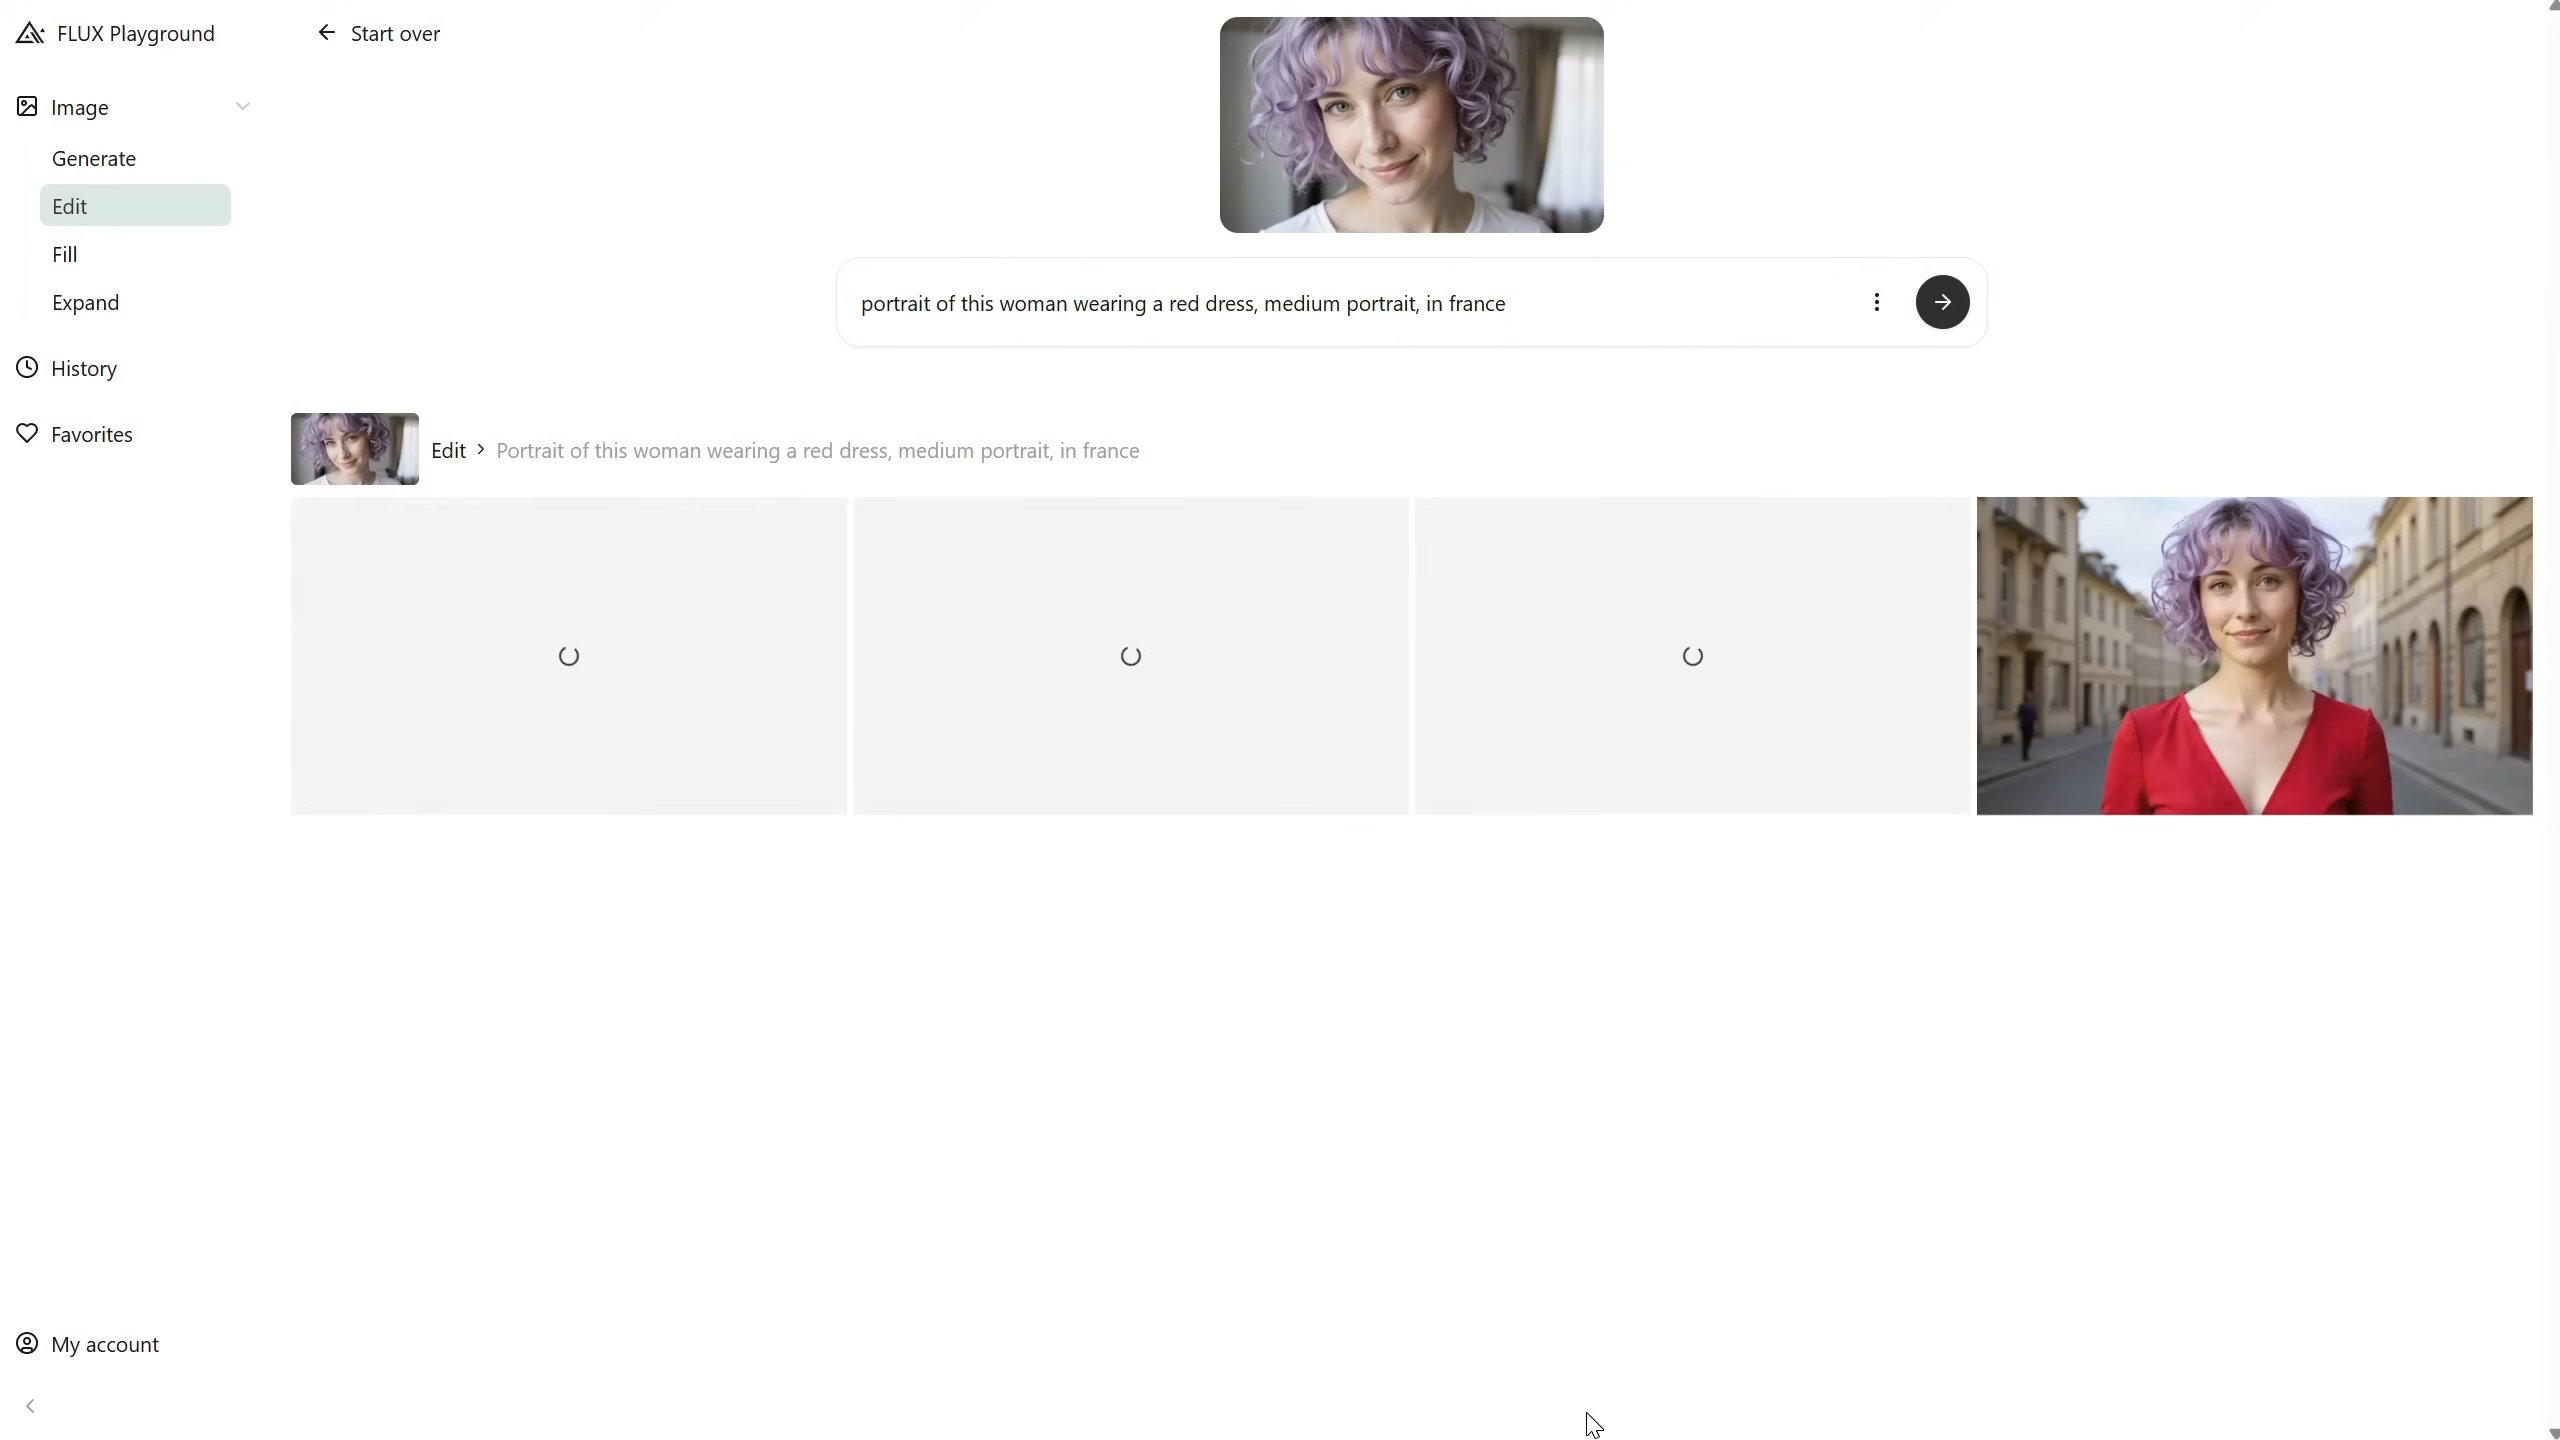 FLUX Playground
Start over
Image
Generate
Edit
Fill
Expand
History
Favorites
portrait of this woman wearing a red dress, medium portrait, in france
Edit > Portrait of this woman wearing a red dress, medium portrait, in france
My account